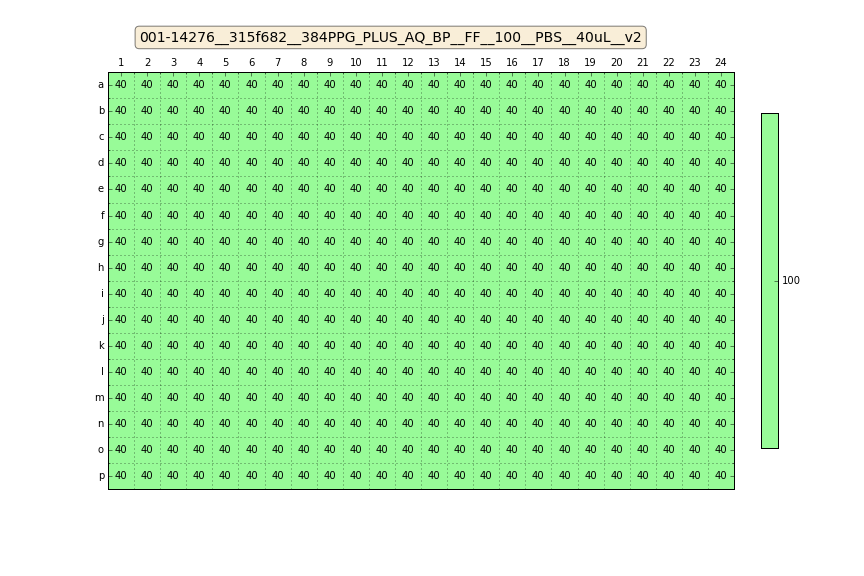 001-14276__315f682__384PPG_PLUS_AQ_BP__FF__100__PBS__40uL__v2
1 2 3 4 5 6 7 8 9 10 11 12 13 14 15 16 17 18 19 20 21 22 23 24
a 40 40 40 40 40 40 40 40 40 40 40 40 40 40 40 40 40 40 40 40 40 40 40 40
b 40 40 40 40 40 40 40 40 40 40 40 40 40 40 40 40 40 40 40 40 40 40 40 40
c 40 40 40 40 40 40 40 40 40 40 40 40 40 40 40 40 40 40 40 40 40 40 40 40
d 40 40 40 40 40 40 40 40 40 40 40 40 40 40 40 40 40 40 40 40 40 40 40 40
e 40 40 40 40 40 40 40 40 40 40 40 40 40 40 40 40 40 40 40 40 40 40 40 40
f 40 40 40 40 40 40 40 40 40 40 40 40 40 40 40 40 40 40 40 40 40 40 40 40
g 40 40 40 40 40 40 40 40 40 40 40 40 40 40 40 40 40 40 40 40 40 40 40 40
h 40 40 40 40 40 40 40 40 40 40 40 40 40 40 40 40 40 40 40 40 40 40 40 40
100
i 40 40 40 40 40 40 40 40 40 40 40 40 40 40 40 40 40 40 40 40 40 40 40 40
j 40 40 40 40 40 40 40 40 40 40 40 40 40 40 40 40 40 40 40 40 40 40 40 40
k 40 40 40 40 40 40 40 40 40 40 40 40 40 40 40 40 40 40 40 40 40 40 40 40
l 40 40 40 40 40 40 40 40 40 40 40 40 40 40 40 40 40 40 40 40 40 40 40 40
m 40 40 40 40 40 40 40 40 40 40 40 40 40 40 40 40 40 40 40 40 40 40 40 40
n 40 40 40 40 40 40 40 40 40 40 40 40 40 40 40 40 40 40 40 40 40 40 40 40
o 40 40 40 40 40 40 40 40 40 40 40 40 40 40 40 40 40 40 40 40 40 40 40 40
p 40 40 40 40 40 40 40 40 40 40 40 40 40 40 40 40 40 40 40 40 40 40 40 40